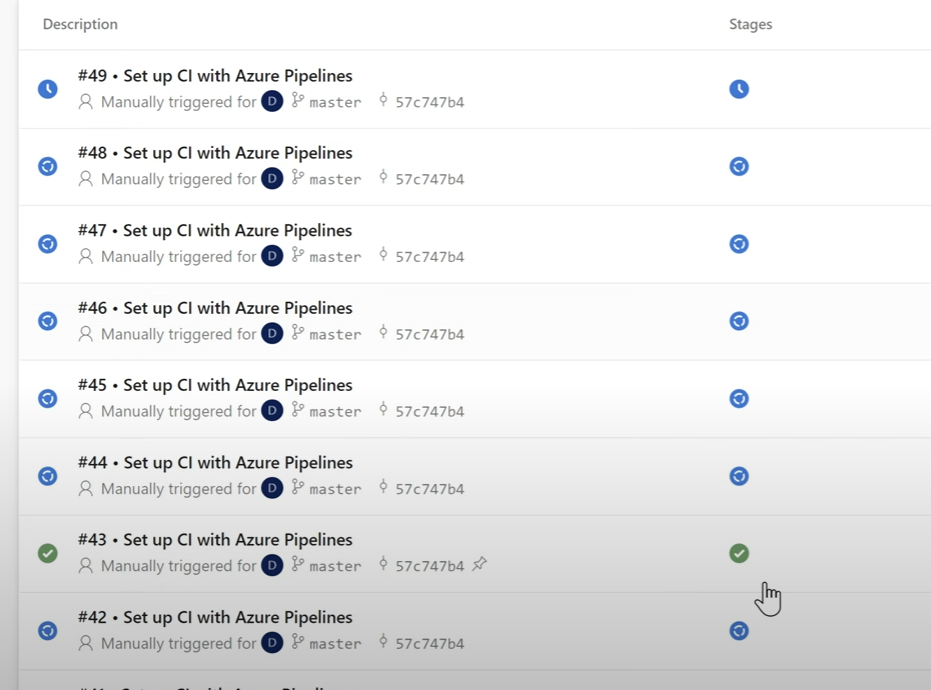 Description Stages
#49 • Set up CI with Azure Pipelines
Manually triggered for D master 57c747b4
#48 • Set up CI with Azure Pipelines
Manually triggered for D master 57c747b4
#47 • Set up CI with Azure Pipelines
Manually triggered for D master 57c747b4
#46 • Set up CI with Azure Pipelines
Manually triggered for D master 57c747b4
#45 • Set up CI with Azure Pipelines
Manually triggered for D master 57c747b4
#44 • Set up CI with Azure Pipelines
Manually triggered for D master 57c747b4
#43 • Set up CI with Azure Pipelines
Manually triggered for D master 57c747b4
#42 • Set up CI with Azure Pipelines
Manually triggered for D master 57c747b4